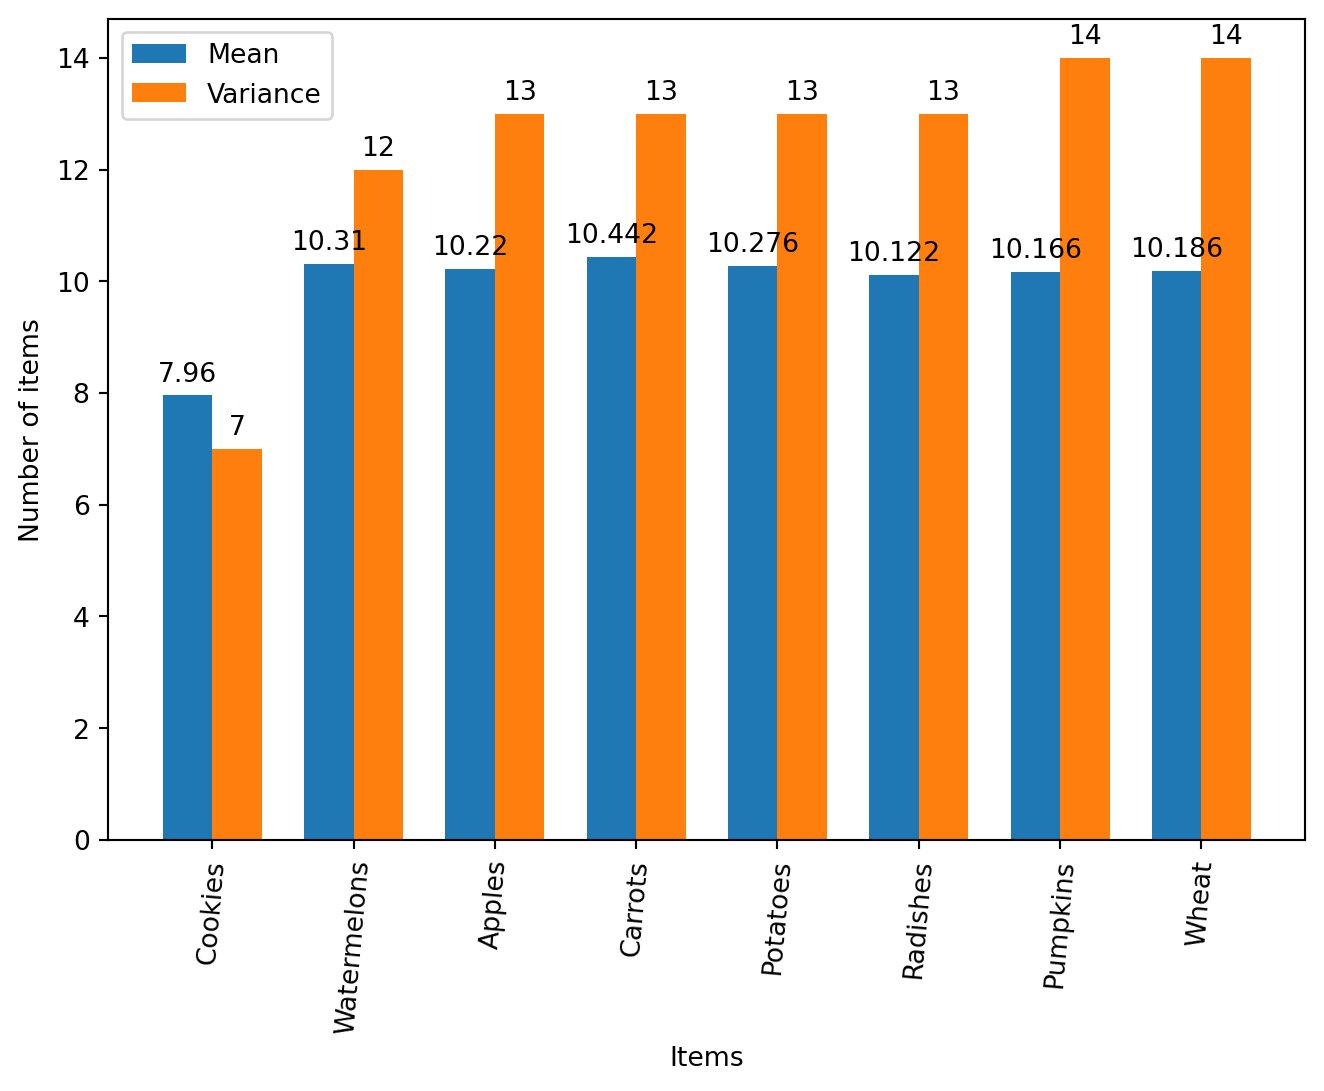 Mean
Variance
14
12
10
8
6
4
2
0
Number of items
7.96
7
10.31
12
10.22
13
10.442
13
10.276
13
10.122
13
10.166
14
10.186
14
Cookies
Watermelons
Apples
Carrots
Potatoes
Radishes
Pumpkins
Wheat
Items